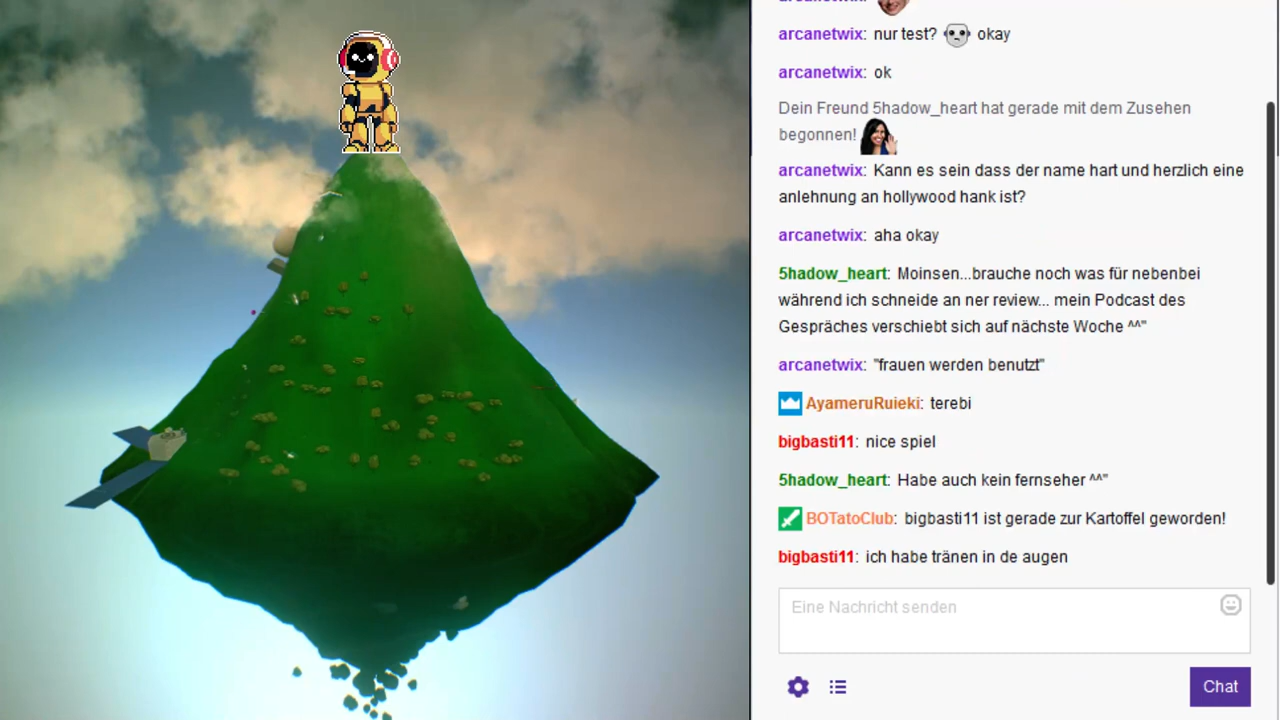 arcanetwix:
arcanetwix: nur test? okay
arcanetwix: ok
Dein Freund 5hadow_heart hat gerade mit dem Zusehen
begonnen!
arcanetwix: Kann es sein dass der name hart und herzlich eine
anlehnung an hollywood hank ist?
arcanetwix: aha okay
5hadow_heart: Moinsen...brauche noch was für nebenbei
während ich schneide an ner review... mein Podcast des
Gespräches verschiebt sich auf nächste Woche ^^"
arcanetwix: "frauen werden benutzt"
AyameruRuieki: terebi
bigbasti11: nice spiel
5hadow_heart: Habe auch kein fernseher ^^"
BOTatoClub: bigbasti11 ist gerade zur Kartoffel geworden!
bigbasti11: ich habe tränen in de augen
Eine Nachricht senden
Chat